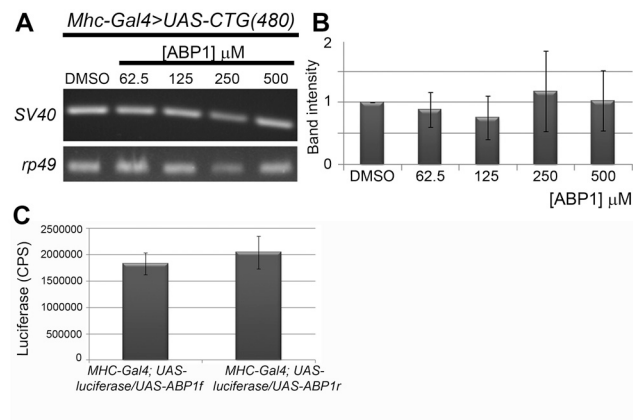 A
Mhc-Gal4>UAS-CTG(480)
[ABP1] µM
DMSO 62.5 125 250 500
SV40
rp49
B
Band intensity
2
1
0
DMSO 62.5 125 250 500
[ABP1] µM
C
Luciferase (CPS)
2500000
2000000
1500000
1000000
500000
0
MHC-Gal4; UAS-
luciferase/UAS-ABP1f
MHC-Gal4; UAS-
luciferase/UAS-ABP1r